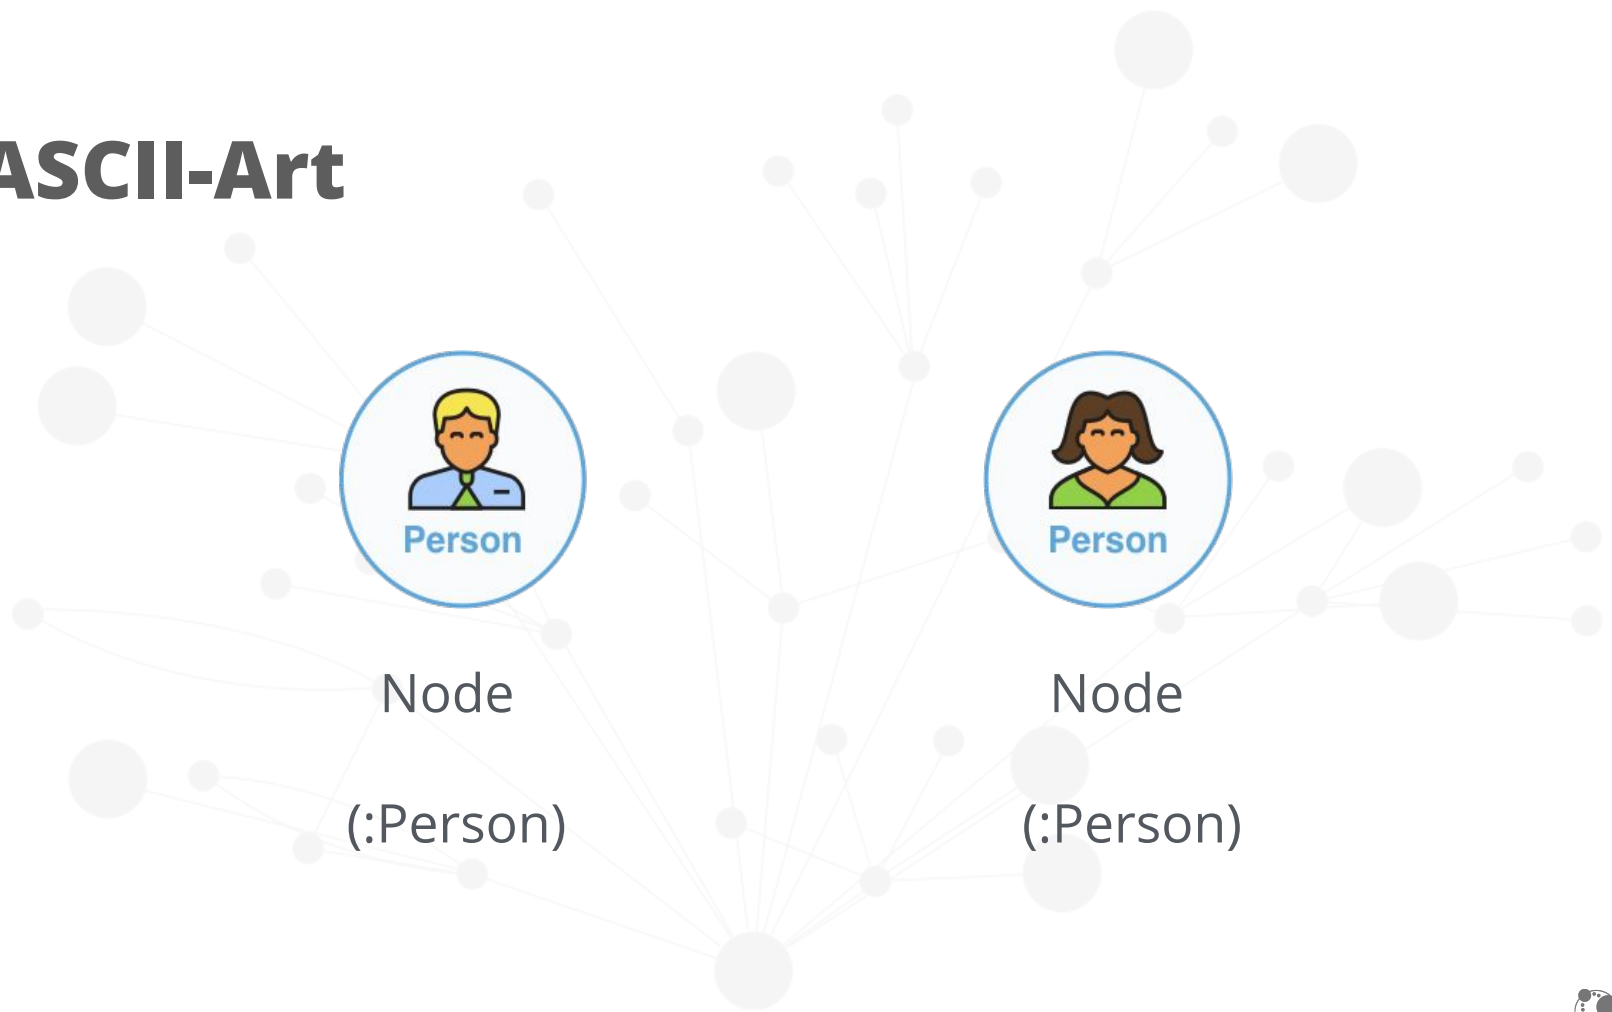 ASCII-Art
Person
Person
Node
Node
(:Person)
(:Person)